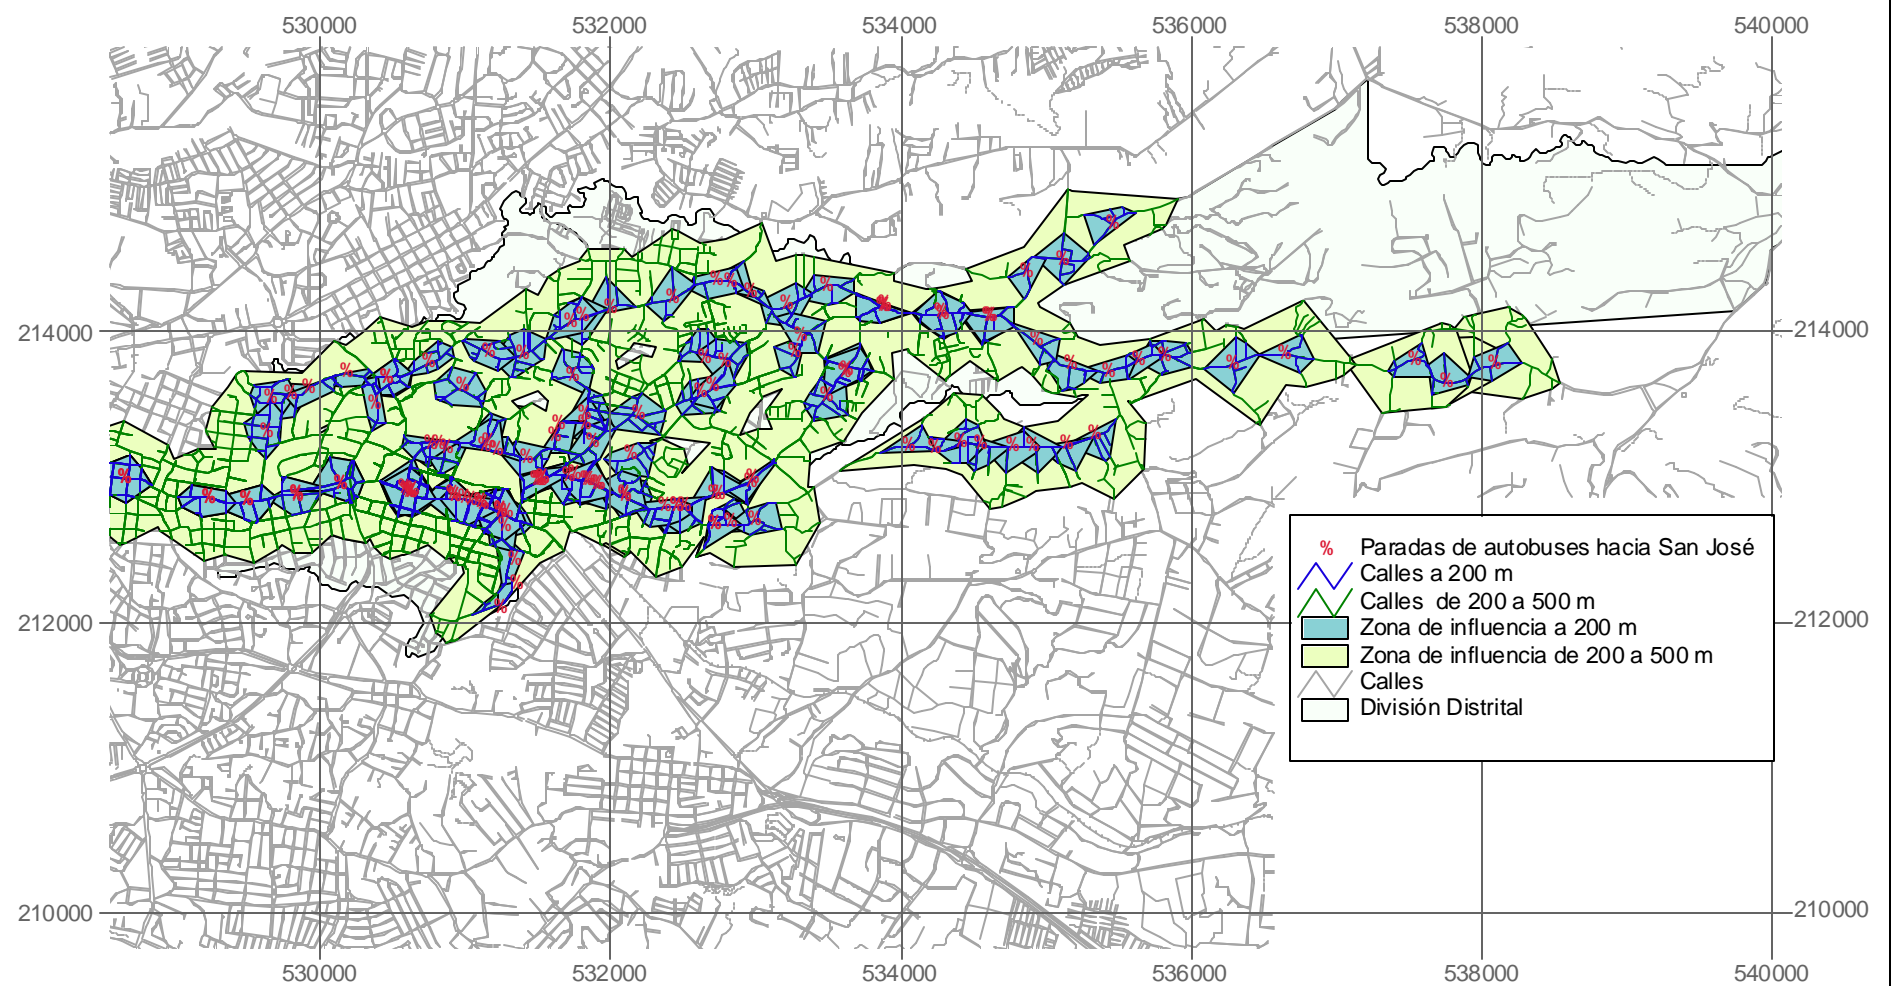 530000 532000 534000 536000 538000 540000
214000 214000
% Paradas de autobuses hacia San José
Calles a 200 m
Calles de 200 a 500 m
212000 212000
Zona de influencia a 200 m
Zona de influencia de 200 a 500 m
Calles
División Distrital
210000 210000
530000 532000 534000 536000 538000 540000